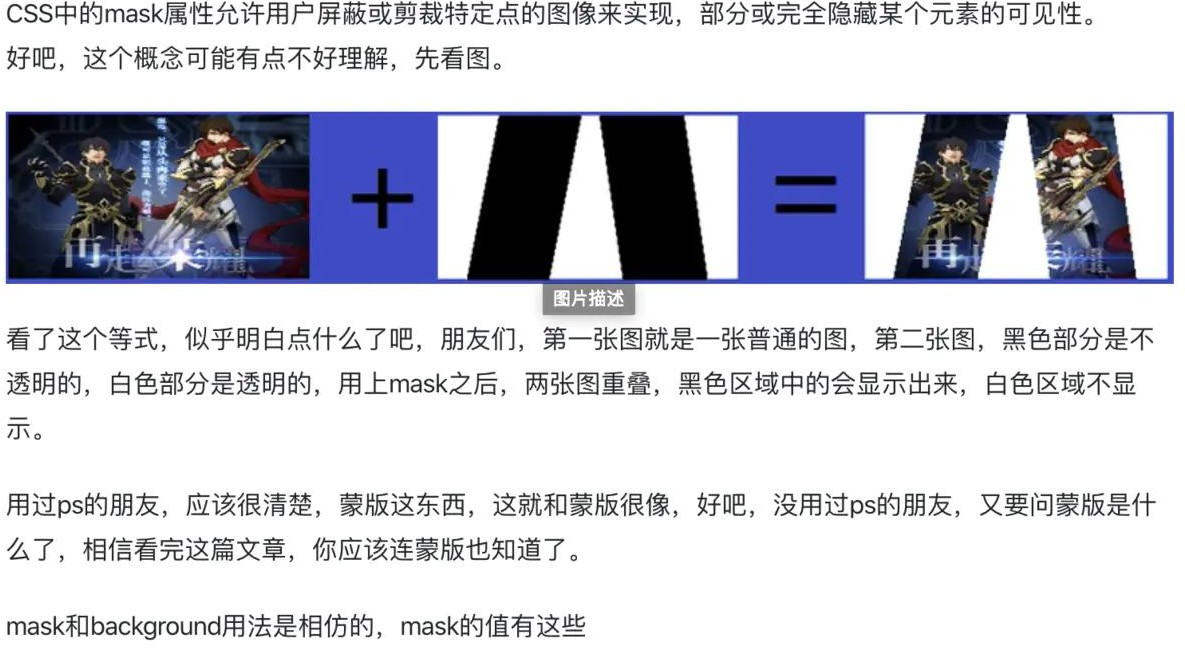 CSS中的mask属性允许用户屏蔽或剪裁特定点的图像来实现，部分或完全隐藏某个元素的可见性。
好吧，这个概念可能有点不好理解，先看图。
再起荣耀
+
=
再
荣耀
图片描述
看了这个等式，似乎明白点什么了吧，朋友们，第一张图就是一张普通的图，第二张图，黑色部分是不
透明的，白色部分是透明的，用上mask之后，两张图重叠，黑色区域中的会显示出来，白色区域不显
示。
用过ps的朋友，应该很清楚，蒙版这东西，这就和蒙版很像，好吧，没用过ps的朋友，又要问蒙版是什
么了，相信看完这篇文章，你应该连蒙版也知道了。
mask和background用法是相仿的，mask的值有这些